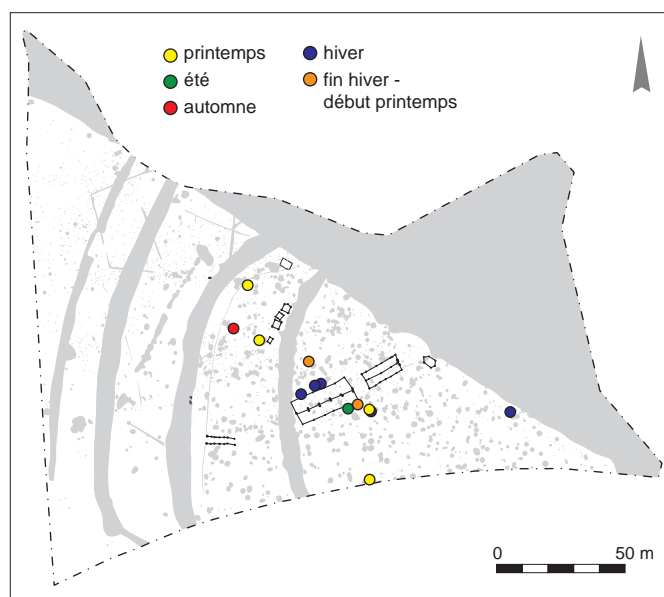 printemps
été
automne
hiver
fin hiver -
début printemps
0
50 m